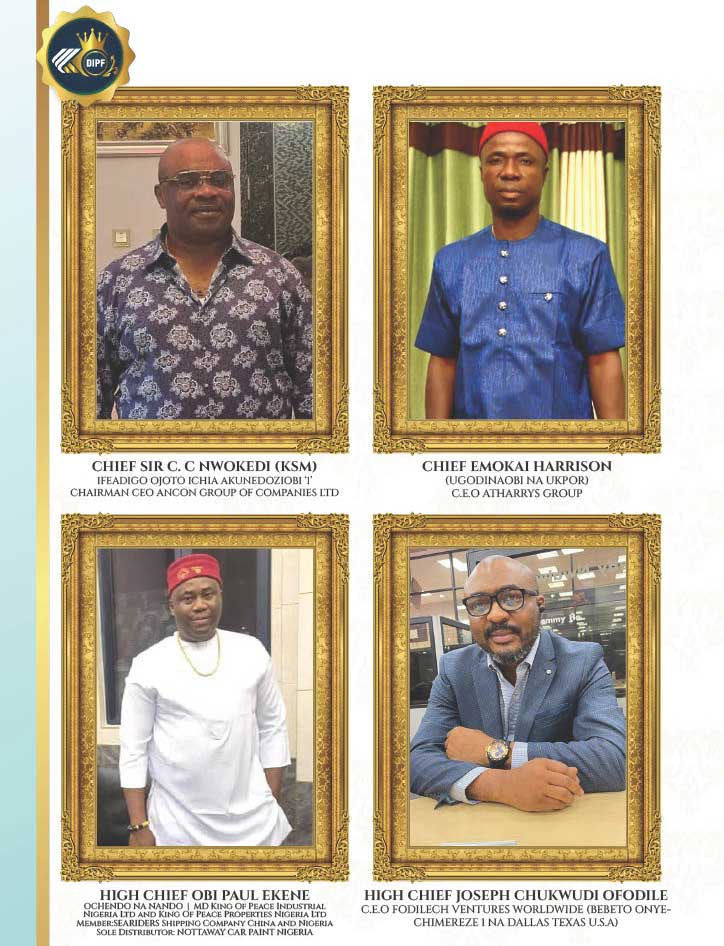 DIPF
CHIEF SIR C. C NWOKEDI (KSM)
IFEADIGO OJOTO ICHIA AKUNEDOZIOBI '1'
CHAIRMAN CEO ANCON GROUP OF COMPANIES LTD
CHIEF EMOKAI HARRISON
(UGODINAOBI NA UKPOR)
C.E.O ATHARRYS GROUP
HIGH CHIEF OBI PAUL EKENE
OCHENDO NA NANDO | MD KING OF PEACE INDUSTRIAL
NIGERIA LTD AND KING OF PEACE PROPERTIES NIGERIA LTD
MEMBER:SEARIDERS SHIPPING COMPANY CHINA AND NIGERIA
SOLE DISTRIBUTOR: NOTTAWAY CAR PAINT NIGERIA
HIGH CHIEF JOSEPH CHUKWUDI OFODILE
C.E.O FODILECH VENTURES WORLDWIDE (BEBETO ONYE-
CHIMEREZE 1 NA DALLAS TEXAS U.S.A)